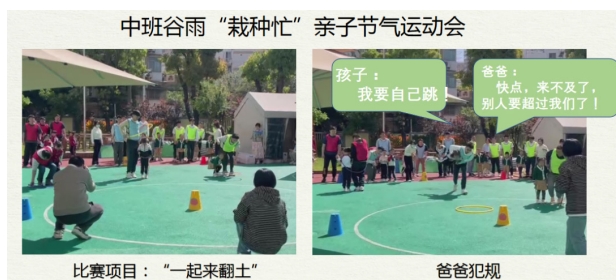 中班谷雨“栽种忙”亲子节气运动会
孩子：
我要自己跳！
爸爸：
快点，来不及了，
别人要超过我们了！
比赛项目：“一起来翻土”
爸爸犯规